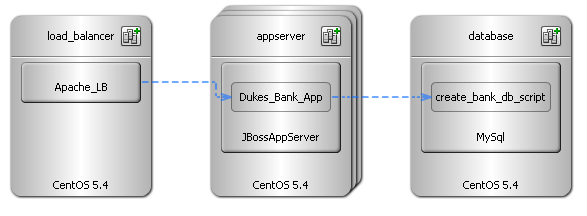 load_balancer
Apache_LB
CentOS 5.4
appserver
Dukes_Bank_App
JBossAppServer
CentOS 5.4
database
create_bank_db_script
MySql
CentOS 5.4